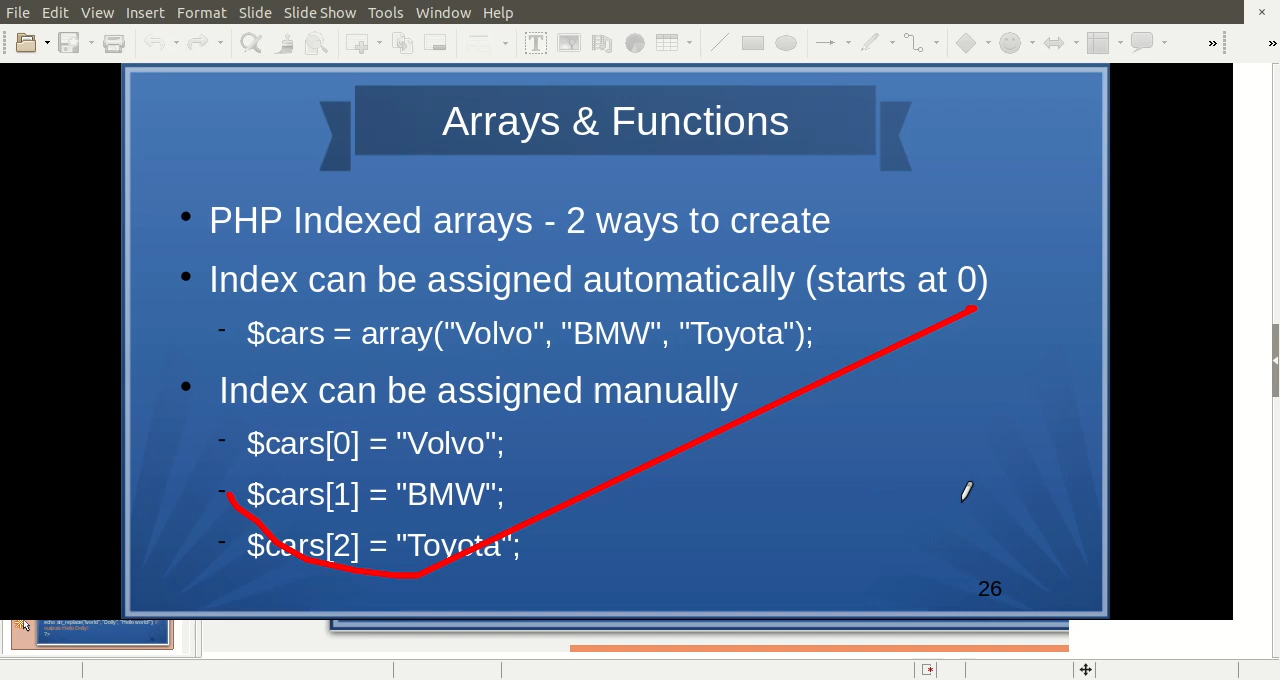 File Edit View Insert Format Slide Slide Show Tools Window Help
Arrays & Functions
PHP Indexed arrays - 2 ways to create
Index can be assigned automatically (starts at 0)
$cars = array("Volvo", "BMW", "Toyota");
Index can be assigned manually
$cars[0] = "Volvo";
$cars[1] = "BMW";
$cars[2] = "Toyota";
26